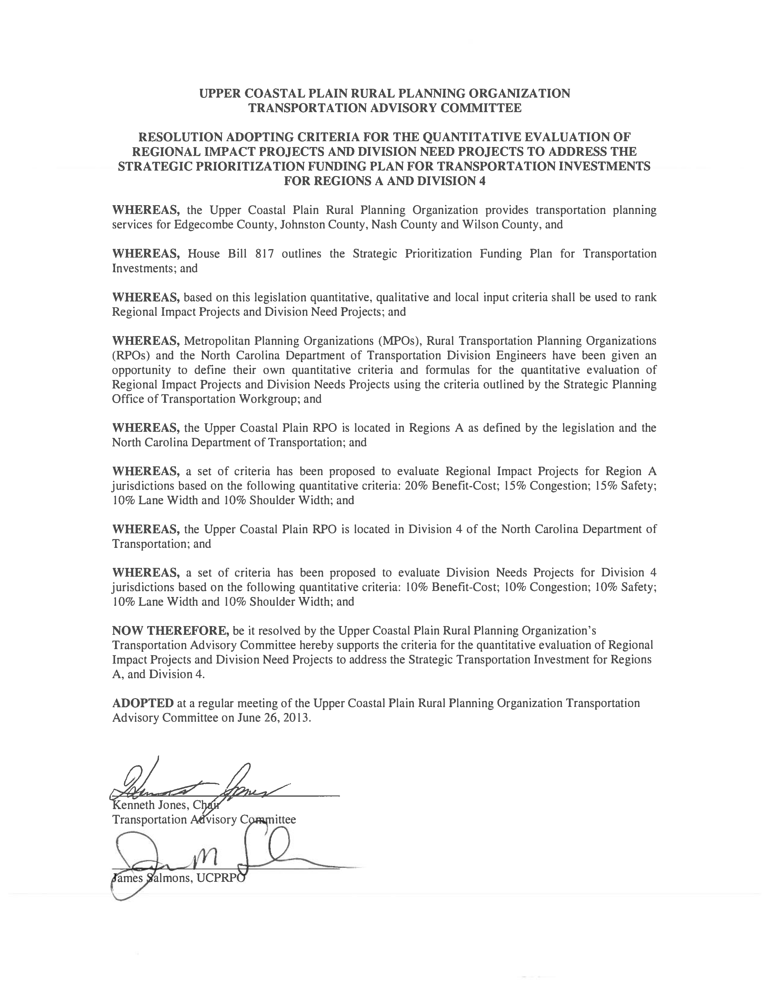 UPPER COASTAL PLAIN RURAL PLANNING ORGANIZATION
TRANSPORTATION ADVISORY COMMITTEE
RESOLUTION ADOPTING CRITERIA FOR THE QUANTITATIVE EVALUATION OF
REGIONAL IMPACT PROJECTS AND DIVISION NEED PROJECTS TO ADDRESS THE
STRATEGIC PRIORITIZATION FUNDING PLAN FOR TRANSPORTATION INVESTMENTS
FOR REGIONS A AND DIVISION 4
WHEREAS, the Upper Coastal Plain Rural Planning Organization provides transportation planning
services for Edgecombe County, Johnston County, Nash County and Wilson County, and
WHEREAS, House Bill 817 outlines the Strategic Prioritization Funding Plan for Transportation
Investments; and
WHEREAS, based on this legislation quantitative, qualitative and local input criteria shall be used to rank
Regional Impact Projects and Division Need Projects; and
WHEREAS, Metropolitan Planning Organizations (MPOs), Rural Transportation Planning Organizations
(RPOs) and the North Carolina Department of Transportation Division Engineers have been given an
opportunity to define their own quantitative criteria and formulas for the quantitative evaluation of
Regional Impact Projects and Division Needs Projects using the criteria outlined by the Strategic Planning
Office of Transportation Workgroup; and
WHEREAS, the Upper Coastal Plain RPO is located in Regions A as defined by the legislation and the
North Carolina Department of Transportation; and
WHEREAS, a set of criteria has been proposed to evaluate Regional Impact Projects for Region A
jurisdictions based on the following quantitative criteria: 20% Benefit-Cost; 15% Congestion; 15% Safety;
10% Lane Width and 10% Shoulder Width; and
WHEREAS, the Upper Coastal Plain RPO is located in Division 4 of the North Carolina Department of
Transportation; and
WHEREAS, a set of criteria has been proposed to evaluate Division Needs Projects for Division 4
jurisdictions based on the following quantitative criteria: 10% Benefit-Cost; 10% Congestion; 10% Safety;
10% Lane Width and 10% Shoulder Width; and
NOW THEREFORE, be it resolved by the Upper Coastal Plain Rural Planning Organization's
Transportation Advisory Committee hereby supports the criteria for the quantitative evaluation of Regional
Impact Projects and Division Need Projects to address the Strategic Transportation Investment for Regions
A, and Division 4.
ADOPTED at a regular meeting of the Upper Coastal Plain Rural Planning Organization Transportation
Advisory Committee on June 26, 2013.
Kenneth Jones, Chair
Transportation Advisory Committee
James Salmons, UCPRPO